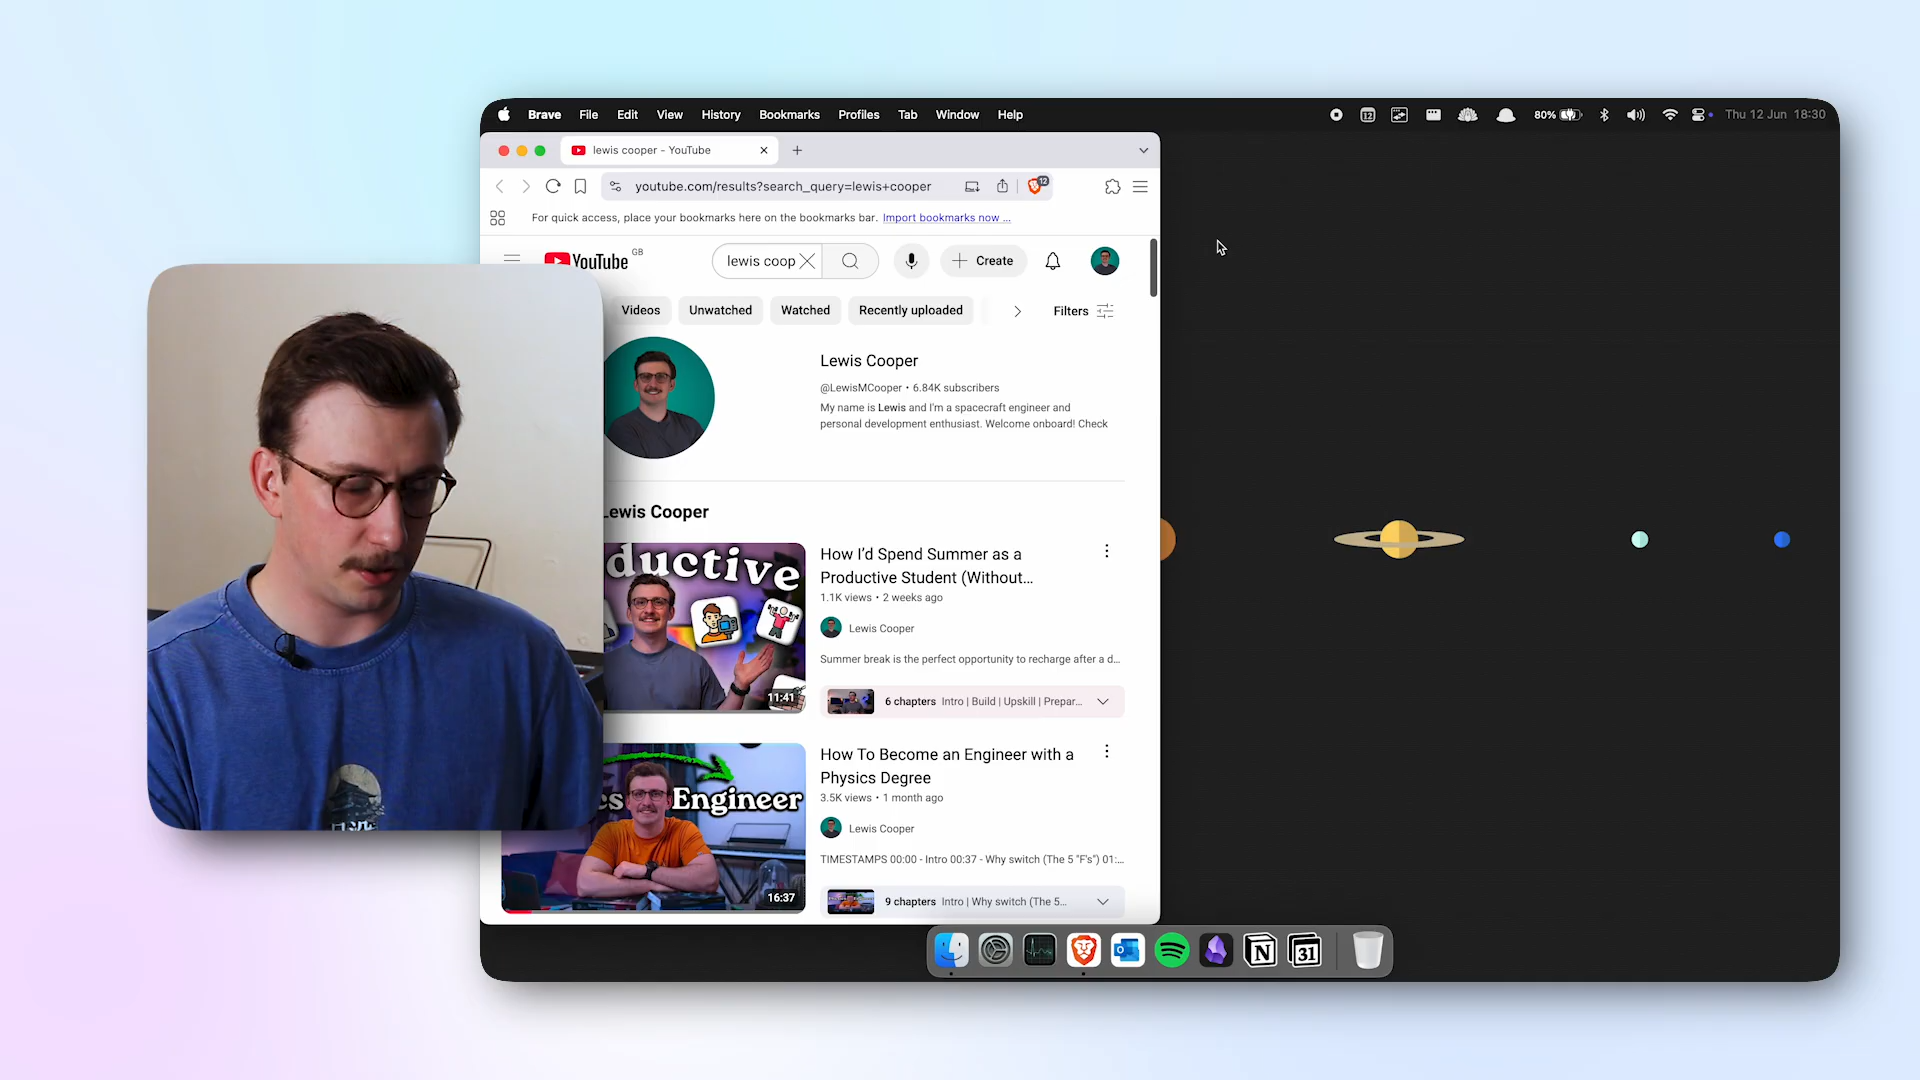 Brave File Edit View History Bookmarks Profiles Tab Window Help
12 80% Thu 12 Jun 18:30
lewis cooper - YouTube
youtube.com/results?search_query=lewis+cooper
12
For quick access, place your bookmarks here on the bookmarks bar. Import bookmarks now ...
YouTube GB
lewis coop
Create
Videos Unwatched Watched Recently uploaded Filters
Lewis Cooper
@LewisMCooper • 6.84K subscribers
My name is Lewis and I'm a spacecraft engineer and
personal development enthusiast. Welcome onboard! Check
Lewis Cooper
ductive
11:41
How I'd Spend Summer as a
Productive Student (Without...
1.1K views • 2 weeks ago
Lewis Cooper
Summer break is the perfect opportunity to recharge after a d...
6 chapters Intro | Build | Upskill | Prepar...
cs Engineer
16:37
How To Become an Engineer with a
Physics Degree
3.5K views • 1 month ago
Lewis Cooper
TIMESTAMPS 00:00 - Intro 00:37 - Why switch (The 5 "F's") 01:...
9 chapters Intro | Why switch (The 5...
N 31